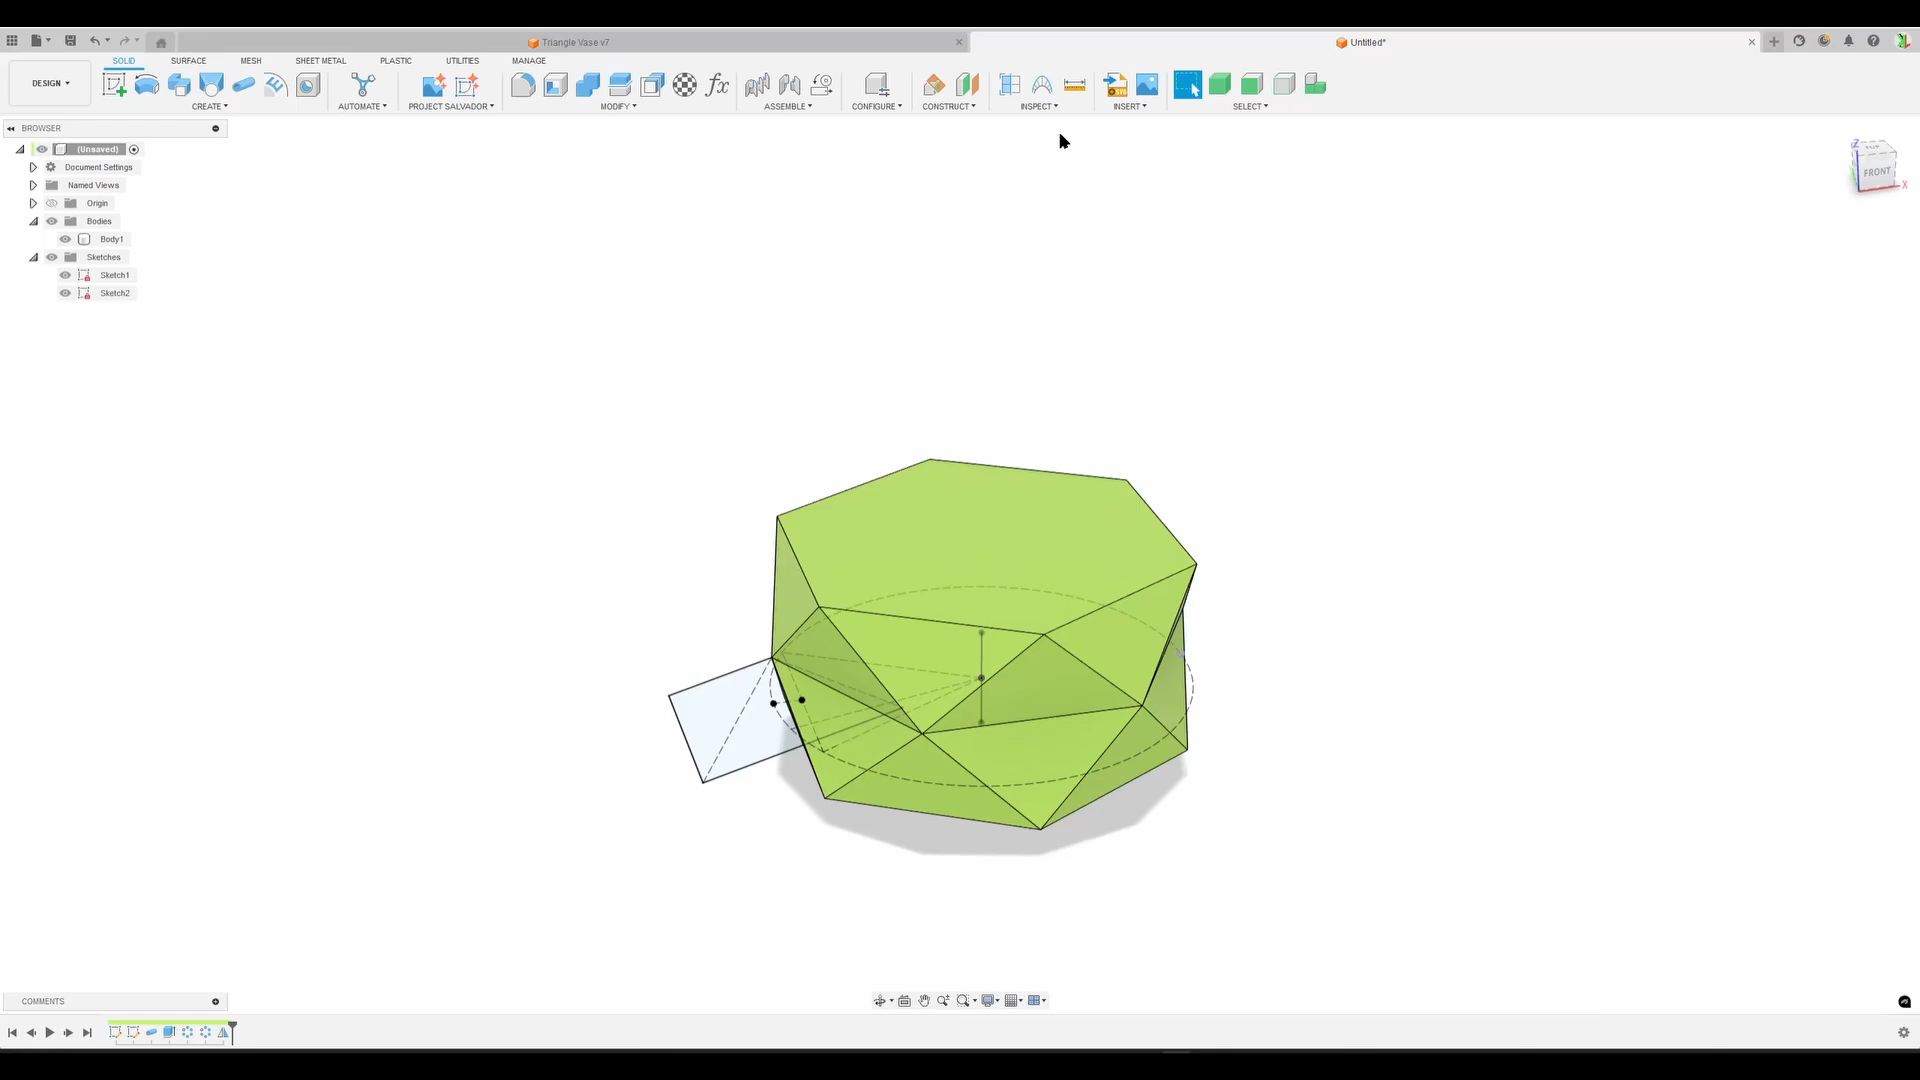 Triangle Vase v7
Untitled*
DESIGN
SOLID SURFACE MESH SHEET METAL PLASTIC UTILITIES MANAGE
fx
CREATE AUTOMATE PROJECT SALVADOR MODIFY ASSEMBLE CONFIGURE CONSTRUCT INSPECT INSERT SELECT
BROWSER
(Unsaved)
Document Settings
Named Views
Origin
Bodies
Body1
Sketches
Sketch1
Sketch2
Z
TOP
FRONT
X
COMMENTS